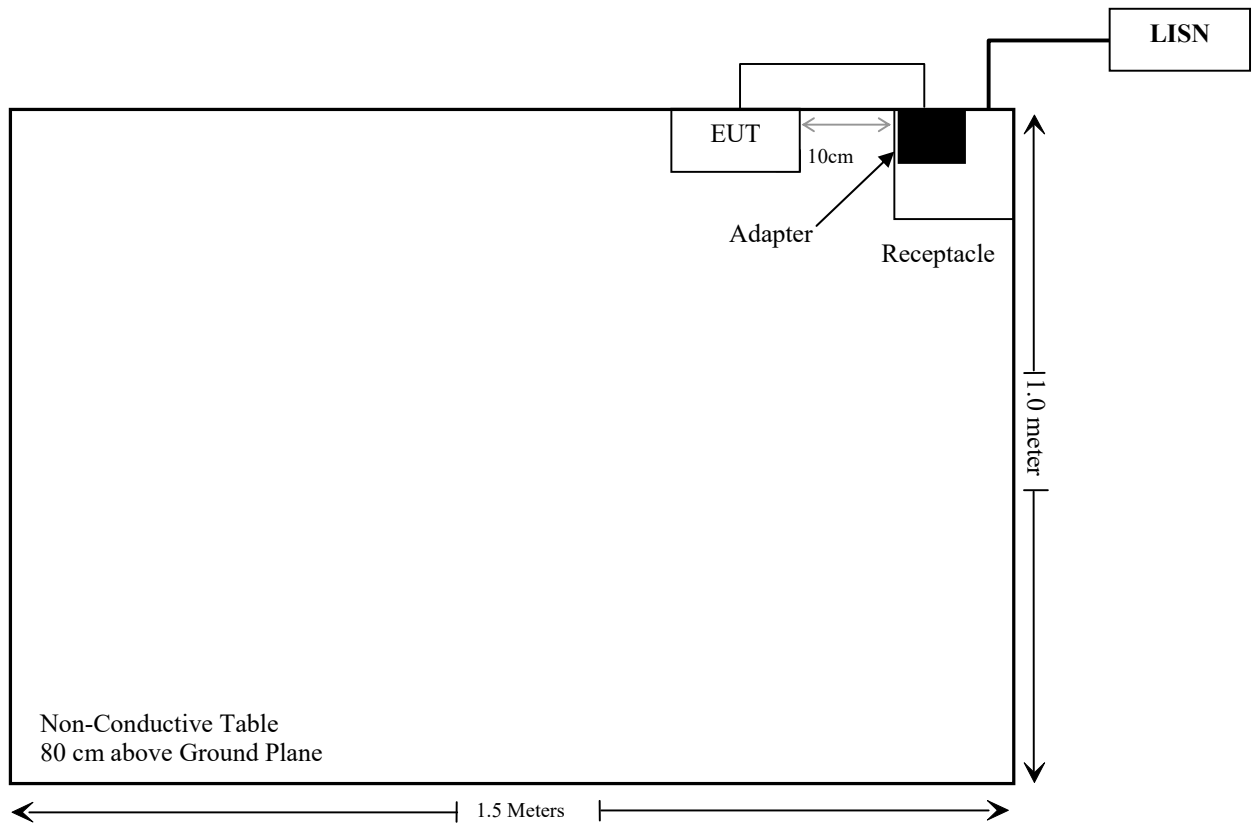 LISN
EUT
10cm
Adapter
Receptacle
1.0 meter
Non-Conductive Table
80 cm above Ground Plane
1.5 Meters